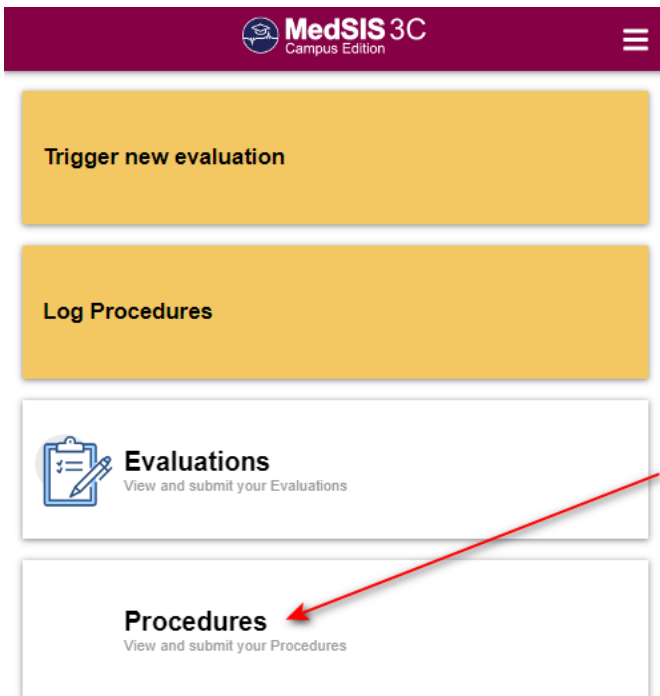 MedSIS 3C
Campus Edition
Trigger new evaluation
Log Procedures
Evaluations
View and submit your Evaluations
Procedures
View and submit your Procedures